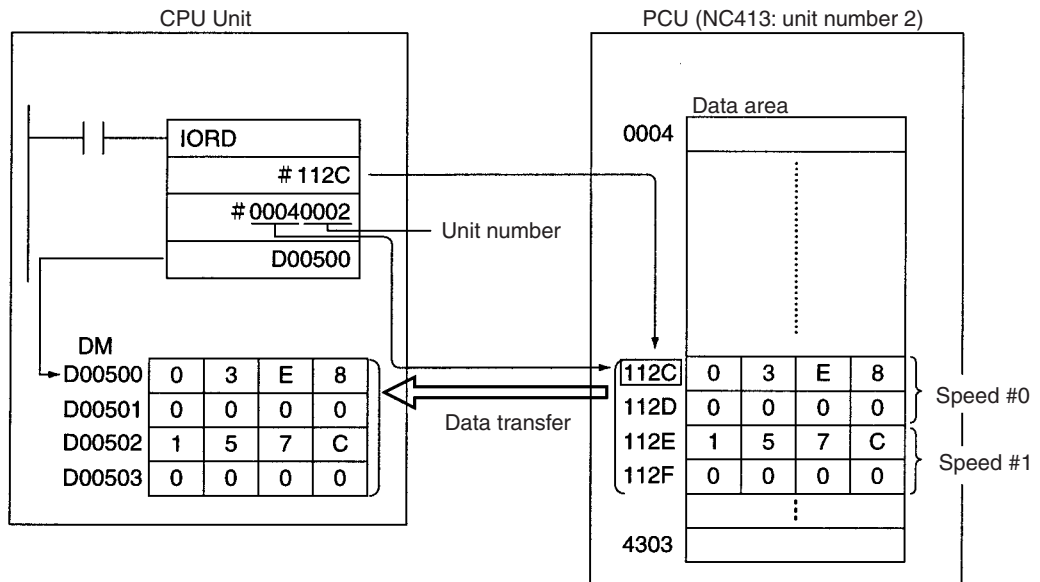 CPU Unit
PCU (NC413: unit number 2)
IORD
# 112C
# 00040002
D00500
Unit number
DM
D00500 0 3 E 8
D00501 0 0 0 0
D00502 1 5 7 C
D00503 0 0 0 0
Data transfer
Data area
0004
112C 0 3 E 8
112D 0 0 0 0
112E 1 5 7 C
112F 0 0 0 0
Speed #0
Speed #1
4303